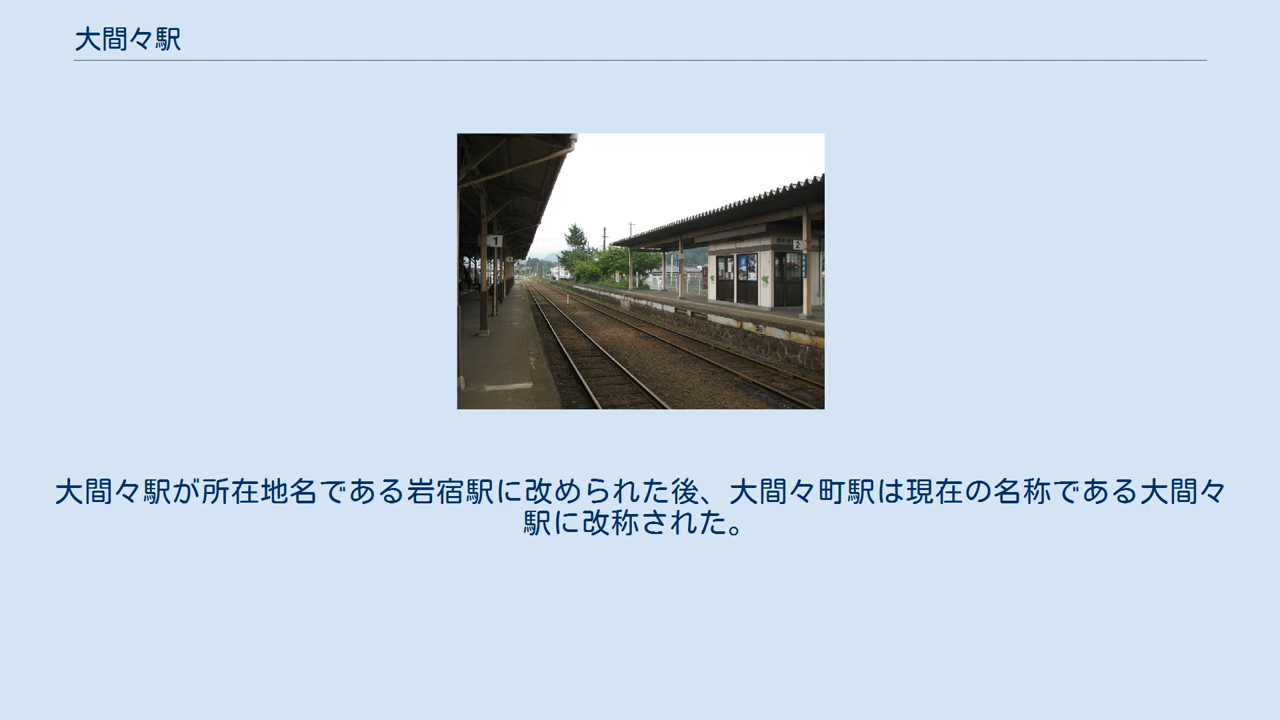 大間々駅
1
2
大間々駅が所在地名である岩宿駅に改められた後、大間々町駅は現在の名称である大間々
駅に改称された。